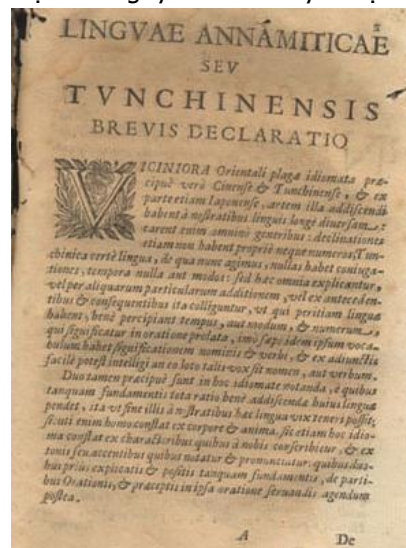 LINGVAE ANNAMITICAE
SEV
TVNCHINENSIS
BREVIS DECLARATIO
VICINIORA Orientali plagæ idiomata præ-
cipuè verò Cinense & Tunchinense, & ex
parte etiam Iaponense, artem illa addiscendi
habent à nostratibus linguis longè diuersam:
carent enim omninò generibus: declinationes
etiam non habent propriè neque numeros, Tun-
chinica certè lingua, de qua nunc agimus, nullas habet coniuga-
tiones, tempora nulla aut modos: sed hæc omnia explicantur,
vel per aliquarum particularum additionem, vel ex anteceden-
tibus & consequentibus ita colliguntur, vt qui peritiam linguæ
habent, benè percipiant tempus, aut modum, & numerum,
qui significatur in oratione prolata, imò sæpè idem ipsum voca-
bulum habet significationem nominis & verbi, & ex adiunctis
facilè potest intelligi an eo loco talis vox sit nomen, aut verbum.
Duo tamen præcipuè sunt in hoc idiomate notanda, è quibus
tanquam fundamentis tota ratio benè addiscendæ huius linguæ
pendet, ita vt sine illis à nostratibus hæc lingua vix teneri possit;
sicuti enim homo constat ex corpore & anima, sic etiam hoc idio-
ma constat ex characteribus quibus à nobis conscribitur, & ex
tonis seu accentibus quibus notatur & pronunciatur. quibus duo-
bus priùs explicatis & positis tanquam fundamentis, de parti-
bus Orationis, & præceptis in ipsa oratione seruandis agendum
postea.
A De